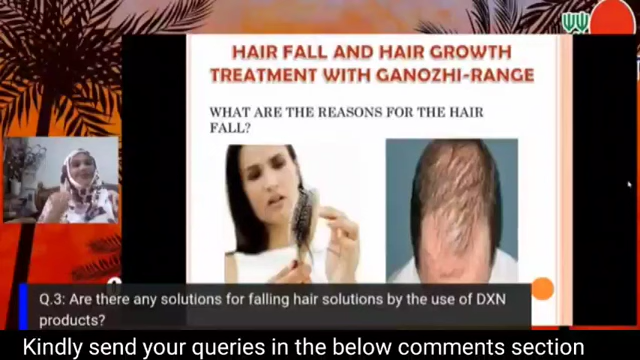 HAIR FALL AND HAIR GROWTH
TREATMENT WITH GANOZHI-RANGE
WHAT ARE THE REASONS FOR THE HAIR
FALL?
Q.3: Are there any solutions for falling hair solutions by the use of DXN
products?
Kindly send your queries in the below comments section